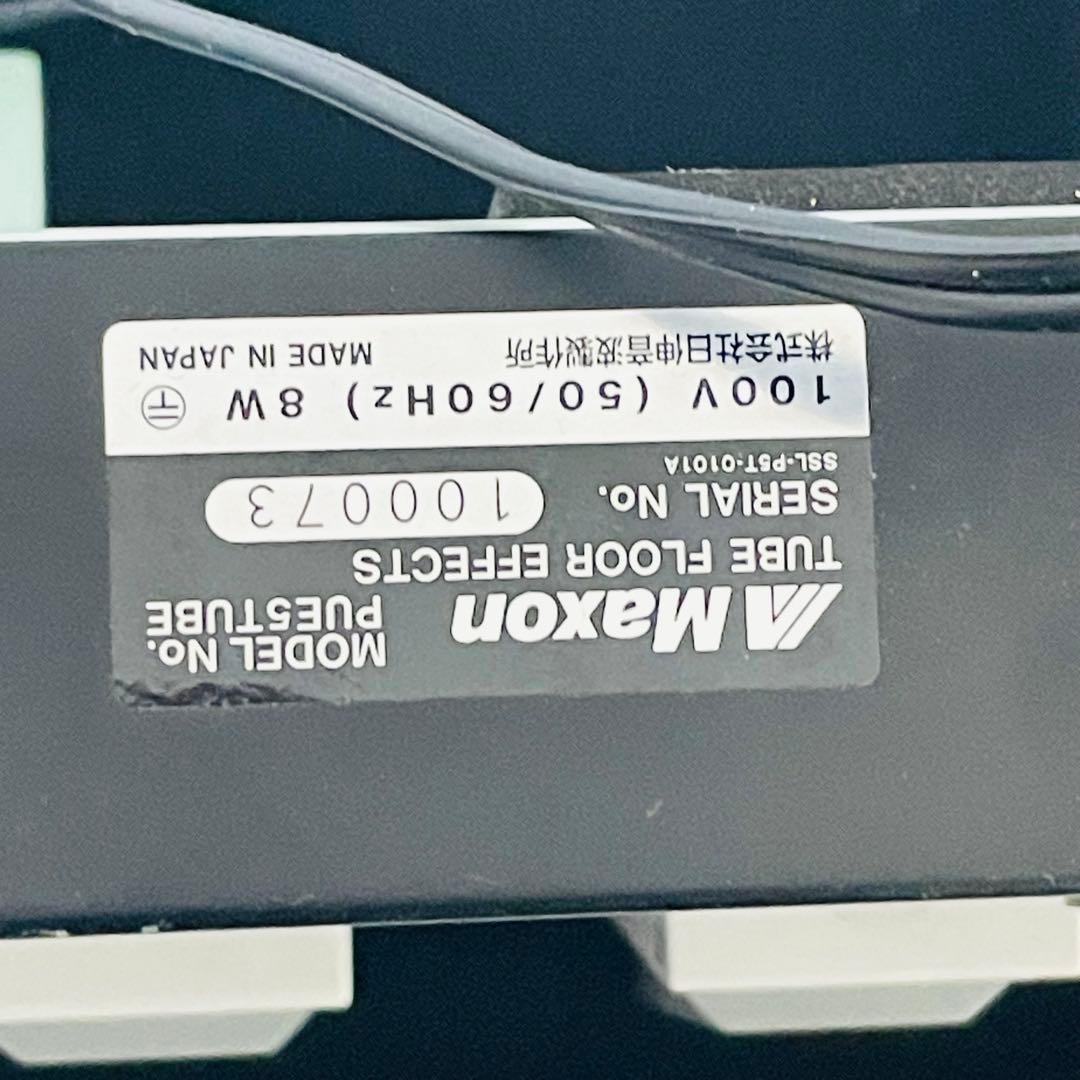 Maxon
MODEL No.
PUE5TUBE
TUBE FLOOR EFFECTS
SERIAL No. 100073
SSL-P5T-0101A
100V (50/60Hz) 8W
株式会社日伸音波製作所 MADE IN JAPAN